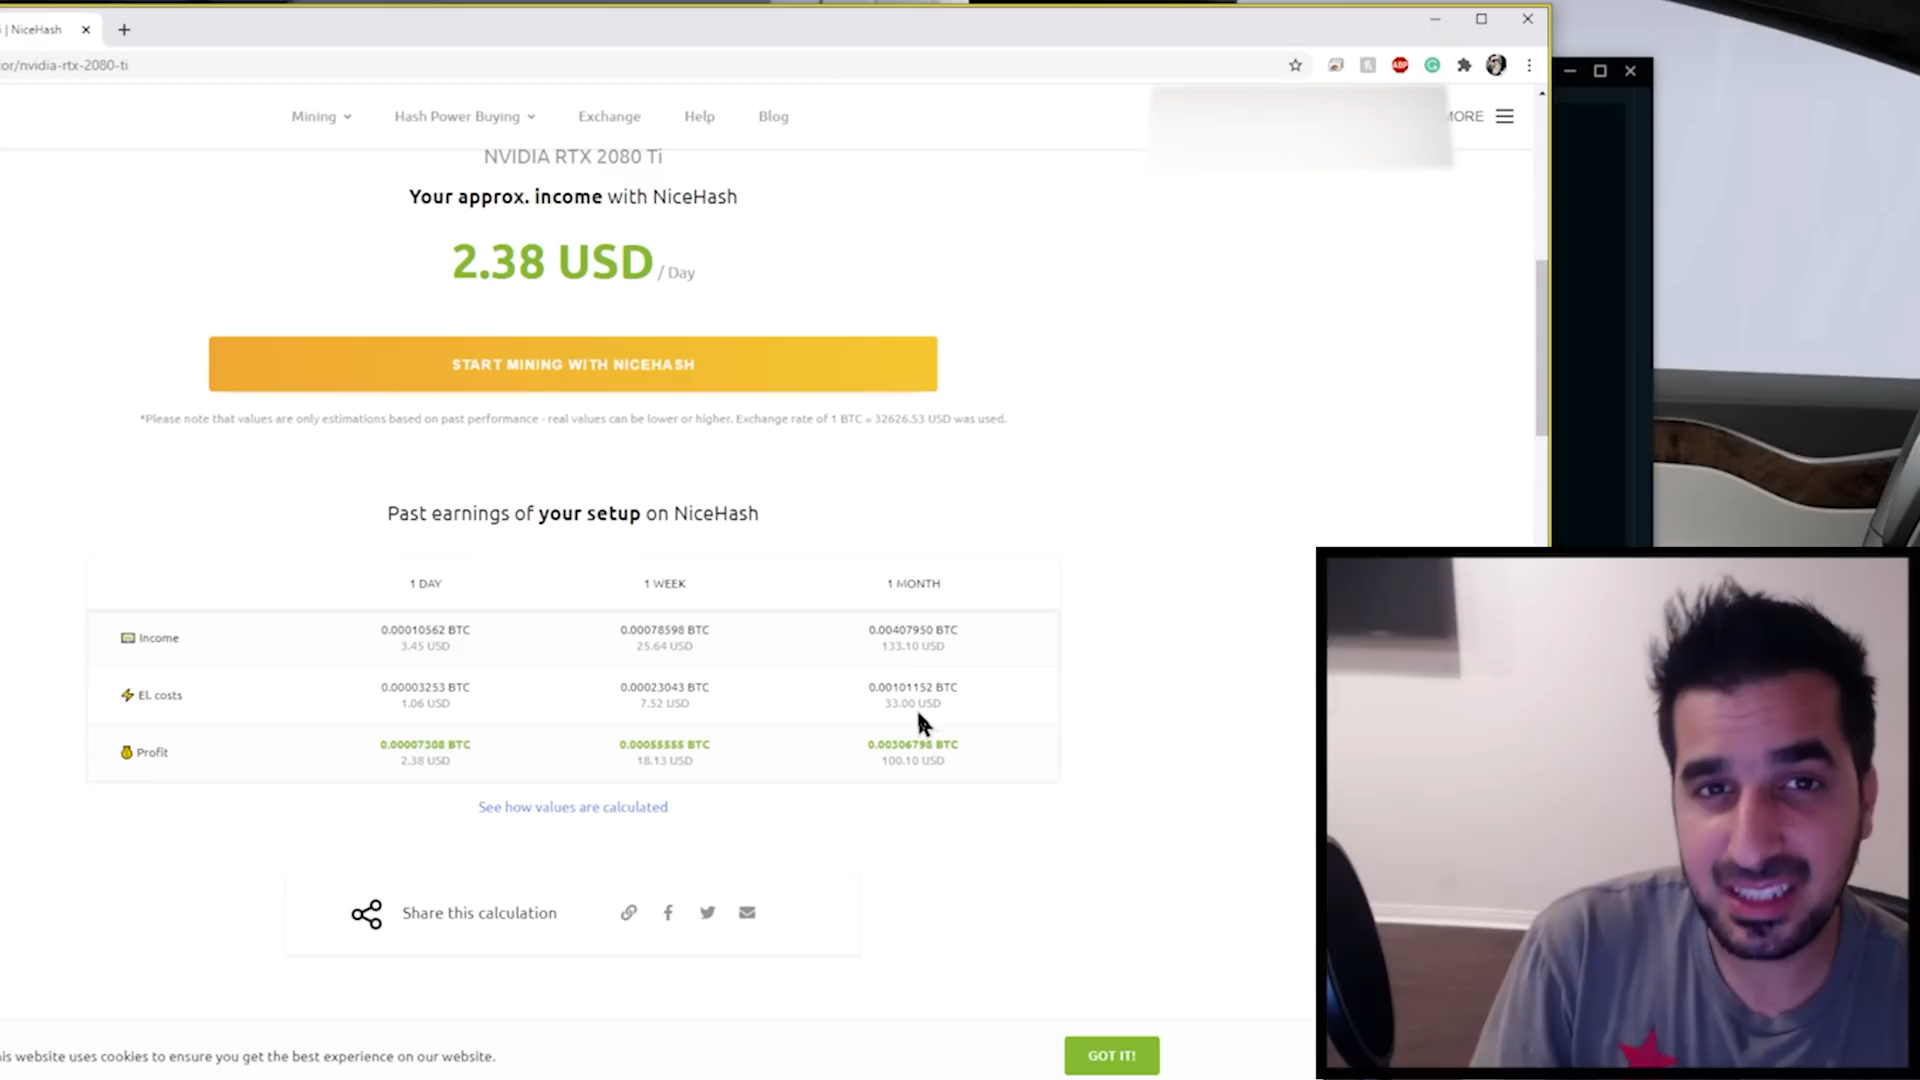 | NiceHash
or/nvidia-rtx-2080-ti
ABP
Mining
Hash Power Buying
Exchange
Help
Blog
MORE
NVIDIA RTX 2080 Ti
Your approx. income with NiceHash
2.38 USD / Day
START MINING WITH NICEHASH
*Please note that values are only estimations based on past performance - real values can be lower or higher. Exchange rate of 1 BTC = 32626.53 USD was used.
Past earnings of your setup on NiceHash
1 DAY 1 WEEK 1 MONTH
Income 0.00010562 BTC 0.00078598 BTC 0.00407950 BTC
3.45 USD 25.64 USD 133.10 USD
El. costs 0.00003253 BTC 0.00023043 BTC 0.00101152 BTC
1.06 USD 7.52 USD 33.00 USD
Profit 0.00007308 BTC 0.00055555 BTC 0.00306798 BTC
2.38 USD 18.13 USD 100.10 USD
See how values are calculated
Share this calculation
is website uses cookies to ensure you get the best experience on our website.
GOT IT!